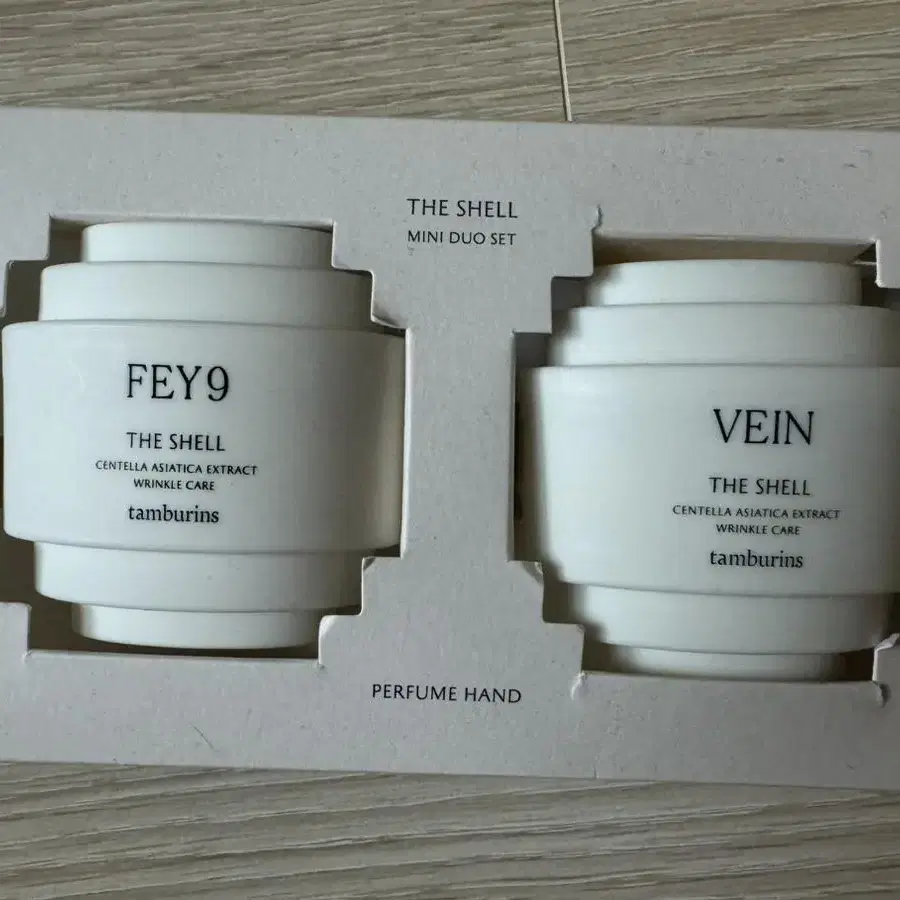 THE SHELL
MINI DUO SET
FEY9
THE SHELL
CENTELLA ASIATICA EXTRACT
WRINKLE CARE
tamburins
VEIN
THE SHELL
CENTELLA ASIATICA EXTRACT
WRINKLE CARE
tamburins
PERFUME HAND